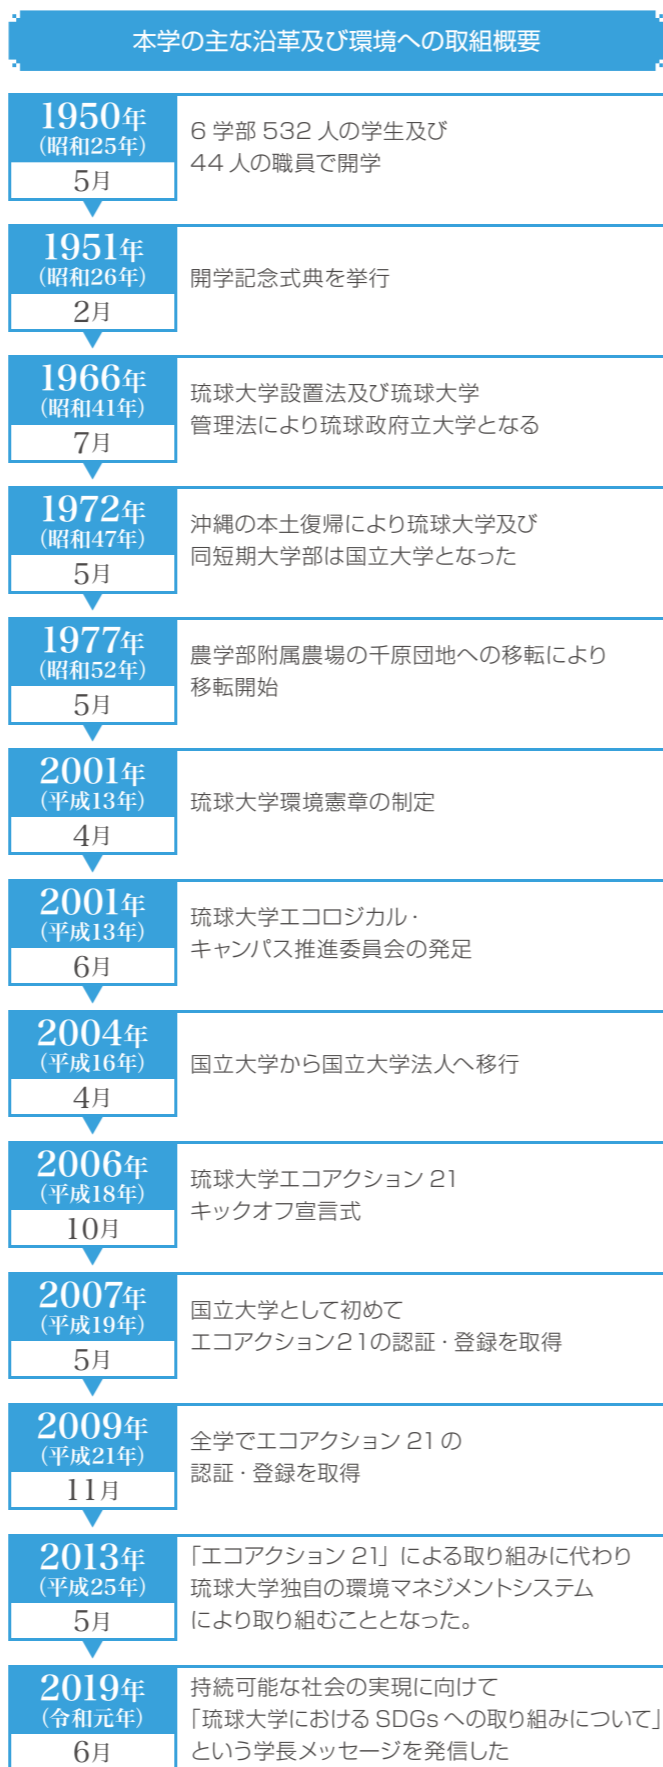 本学の主な沿革及び環境への取組概要
1950年
(昭和25年)
5月
6学部532人の学生及び
44人の職員で開学
1951年
(昭和26年)
2月
開学記念式典を挙行
1966年
(昭和41年)
7月
琉球大学設置法及び琉球大学
管理法により琉球政府立大学となる
1972年
(昭和47年)
5月
沖縄の本土復帰により琉球大学及び
同短期大学部は国立大学となった
1977年
(昭和52年)
5月
農学部附属農場の千原団地への移転により
移転開始
2001年
(平成13年)
4月
琉球大学環境憲章の制定
2001年
(平成13年)
6月
琉球大学エコロジカル・
キャンパス推進委員会の発足
2004年
(平成16年)
4月
国立大学から国立大学法人へ移行
2006年
(平成18年)
10月
琉球大学エコアクション21
キックオフ宣言式
2007年
(平成19年)
5月
国立大学として初めて
エコアクション21の認証・登録を取得
2009年
(平成21年)
11月
全学でエコアクション21の
認証・登録を取得
2013年
(平成25年)
5月
「エコアクション21」による取り組みに代わり
琉球大学独自の環境マネジメントシステム
により取り組むこととなった。
2019年
(令和元年)
6月
持続可能な社会の実現に向けて
「琉球大学におけるSDGsへの取り組みについて」
という学長メッセージを発信した